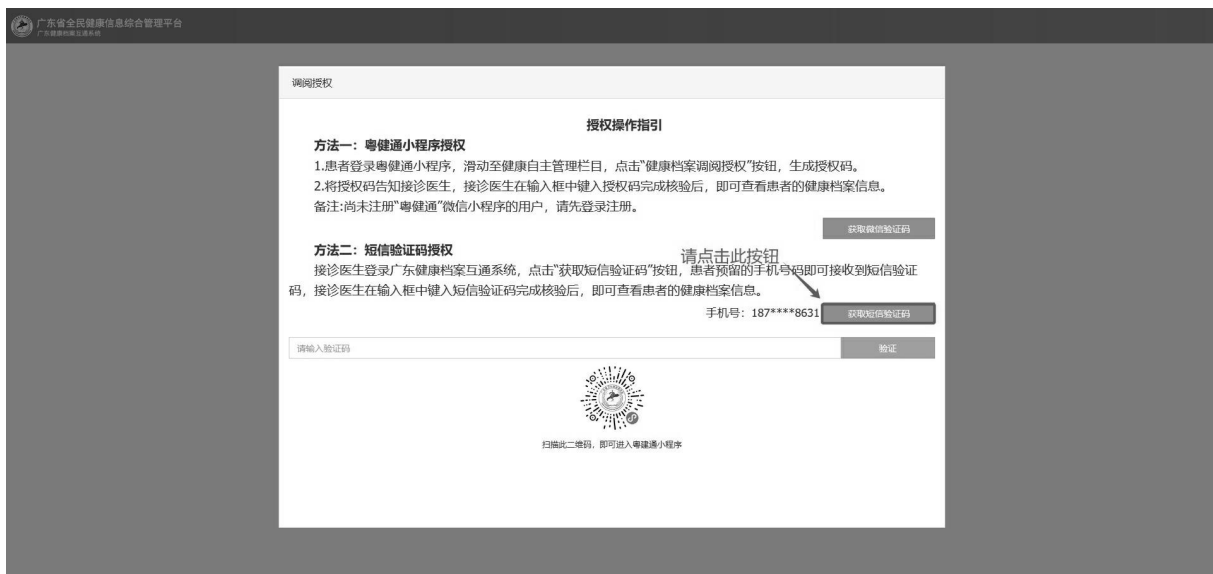 广东省全民健康信息综合管理平台
广东健康档案互通系统
调阅授权
授权操作指引
方法一：粤健通小程序授权
1.患者登录粤健通小程序，滑动至健康自主管理栏目，点击“健康档案调阅授权”按钮，生成授权码。
2.将授权码告知接诊医生，接诊医生在输入框中键入授权码完成核验后，即可查看患者的健康档案信息。
备注:尚未注册“粤健通”微信小程序的用户，请先登录注册。
获取微信验证码
方法二：短信验证码授权
请点击此按钮
接诊医生登录广东健康档案互通系统，点击“获取短信验证码”按钮，患者预留的手机号码即可接收到短信验证
码，接诊医生在输入框中键入短信验证码完成核验后，即可查看患者的健康档案信息。
手机号：187****8631 获取短信验证码
请输入验证码 验证
扫描此二维码，即可进入粤建通小程序